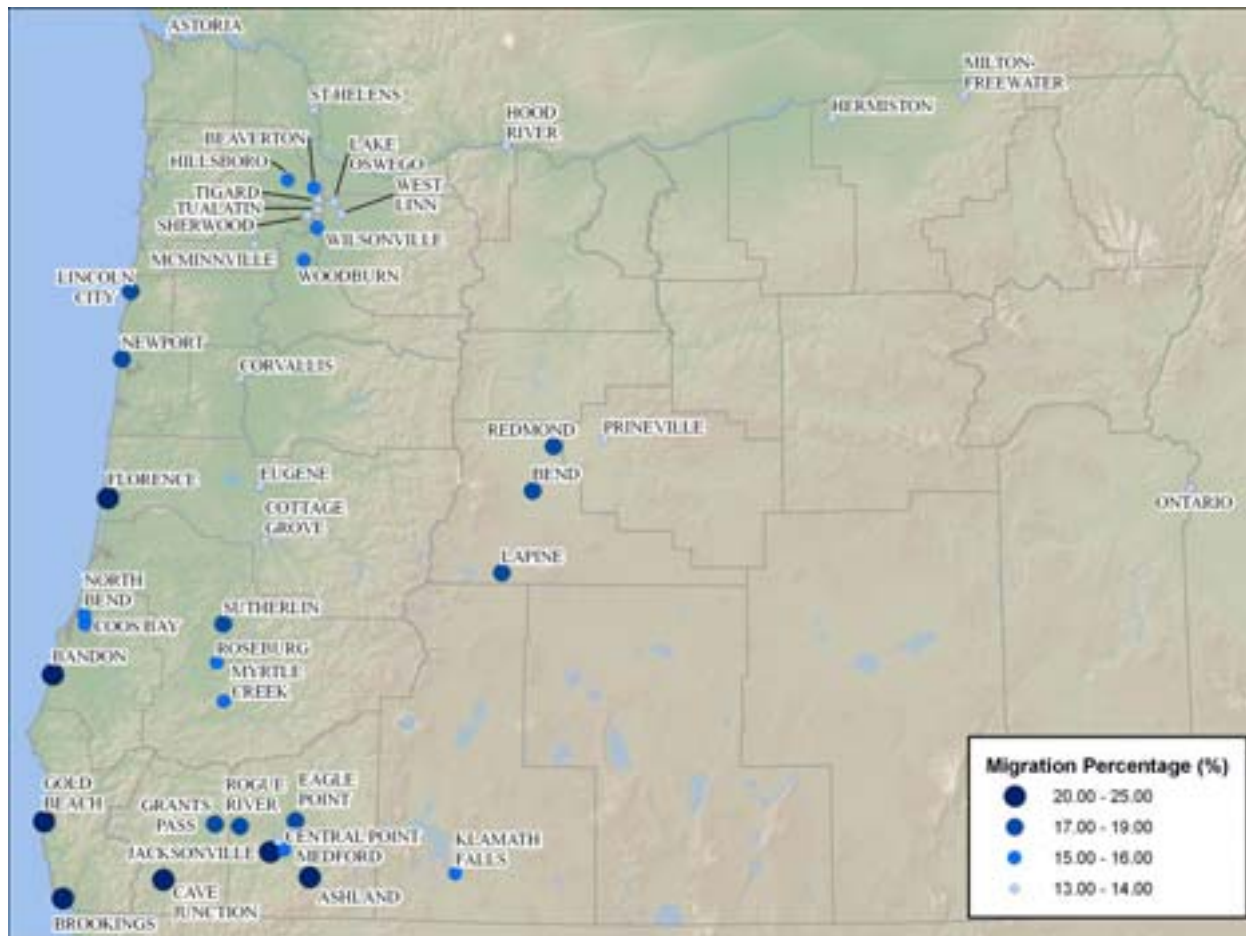 ASTORIA
MILTON-
FREEWATER
ST HELENS
HERMISTON
HOOD
RIVER
BEAVERTON
LAKE
OSWEGO
HILLSBORO
WEST
LINN
TIGARD
TUALATIN
SHERWOOD
WILSONVILLE
MCMINNVILLE
WOODBURN
LINCOLN
CITY
NEWPORT
CORVALLIS
REDMOND
PRINEVILLE
BEND
FLORENCE
EUGENE
COTTAGE
GROVE
ONTARIO
LAPINE
NORTH
BEND
COOS BAY
SUTHERLIN
ROSEBURG
BANDON
MYRTLE
CREEK
GOLD
BEACH
ROGUE
RIVER
EAGLE
POINT
GRANTS
PASS
CENTRAL POINT
JACKSONVILLE
MEDFORD
KLAMATH
FALLS
CAVE
JUNCTION
ASHLAND
BROOKINGS
Migration Percentage (%)
20.00 - 25.00
17.00 - 19.00
15.00 - 16.00
13.00 - 14.00